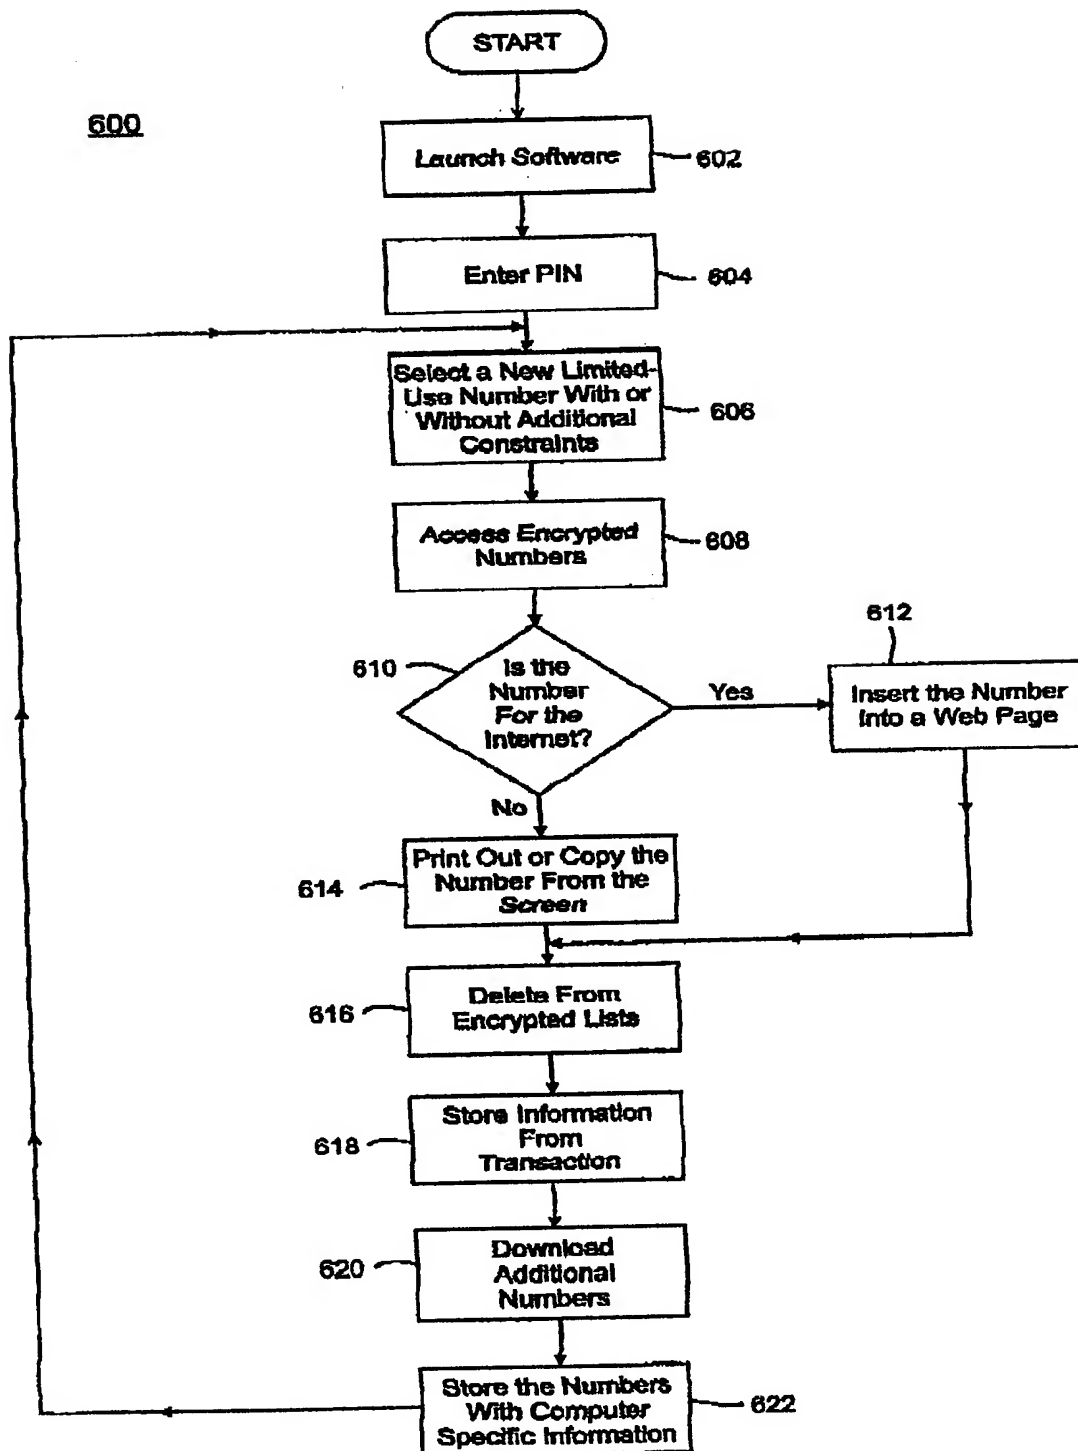 START
600
Launch Software
602
Enter PIN
604
Select a New Limited-
Use Number With or
Without Additional
Constraints
606
Access Encrypted
Numbers
608
610
Is the
Number
For the
Internet?
Yes
612
Insert the Number
Into a Web Page
No
614
Print Out or Copy the
Number From the
Screen
616
Delete From
Encrypted Lists
618
Store Information
From
Transaction
620
Download
Additional
Numbers
Store the Numbers
With Computer
Specific Information
622